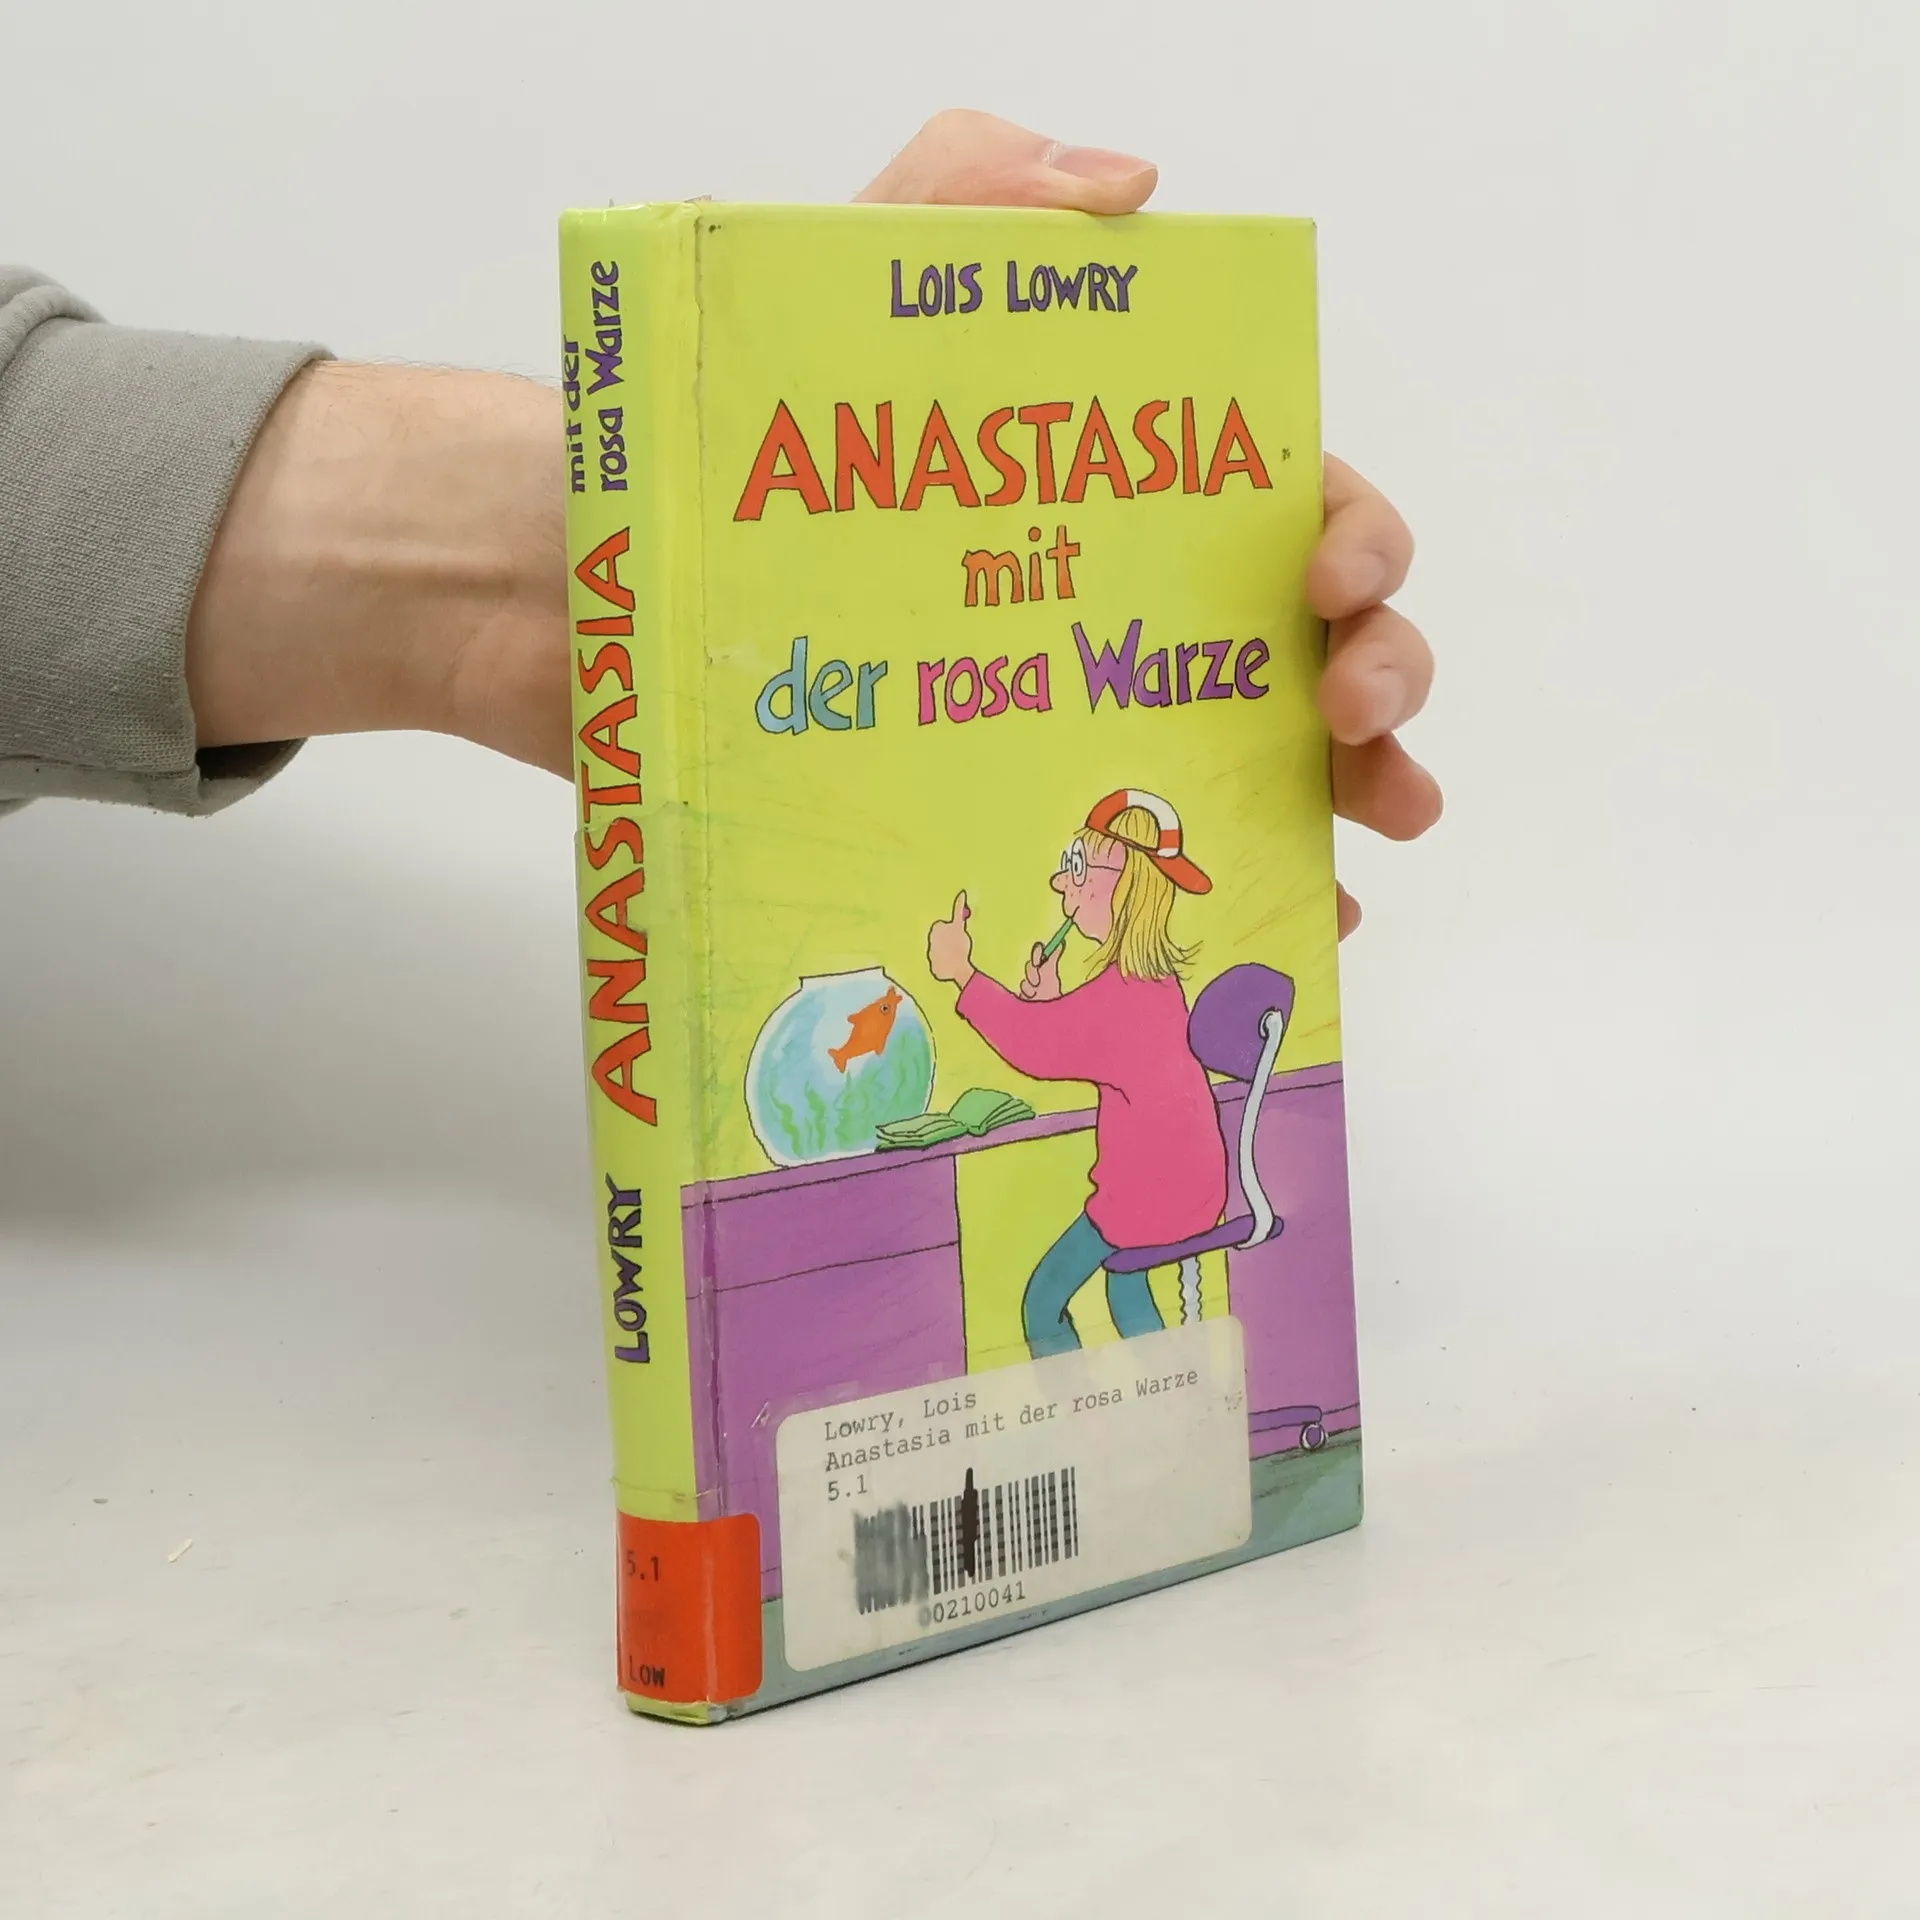 LOIS LOWRY
ANASTASIA
mit
der rosa Warze
LOWRY ANASTASIA mit der
rosa Warze
Lowry, Lois
Anastasia mit der rosa Warze
5.1
00210041
5.1
LOW